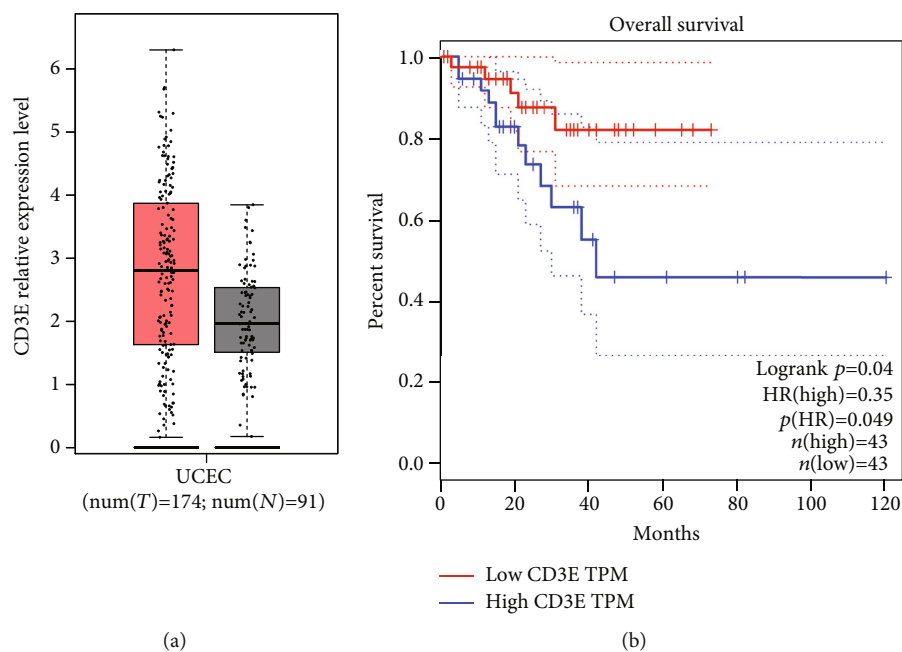 CD3E relative expression level
6
5
4
3
2
1
0
UCEC
(num(T)=174; num(N)=91)
(a)
Overall survival
Percent survival
1.0
0.8
0.6
0.4
0.2
0.0
Logrank p=0.04
HR(high)=0.35
p(HR)=0.049
n(high)=43
n(low)=43
0 20 40 60 80 100 120
Months
Low CD3E TPM
High CD3E TPM
(b)